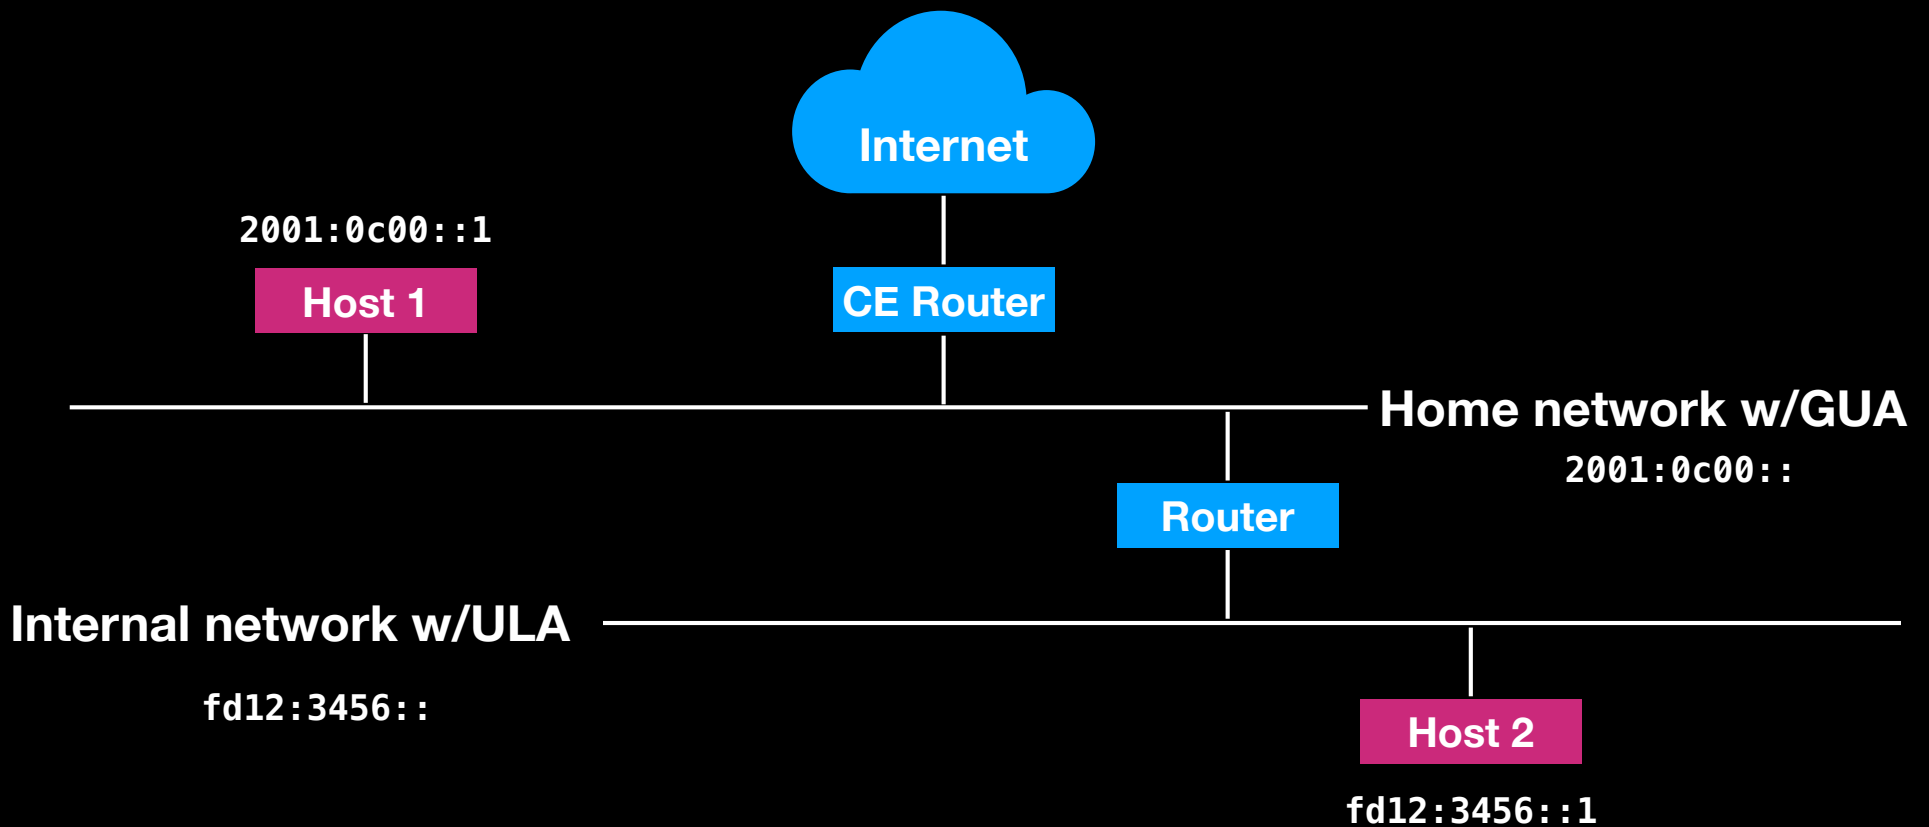 Internet
2001:0c00::1
Host 1
CE Router
Home network w/GUA
2001:0c00::
Router
Internal network w/ULA
fd12:3456::
Host 2
fd12:3456::1